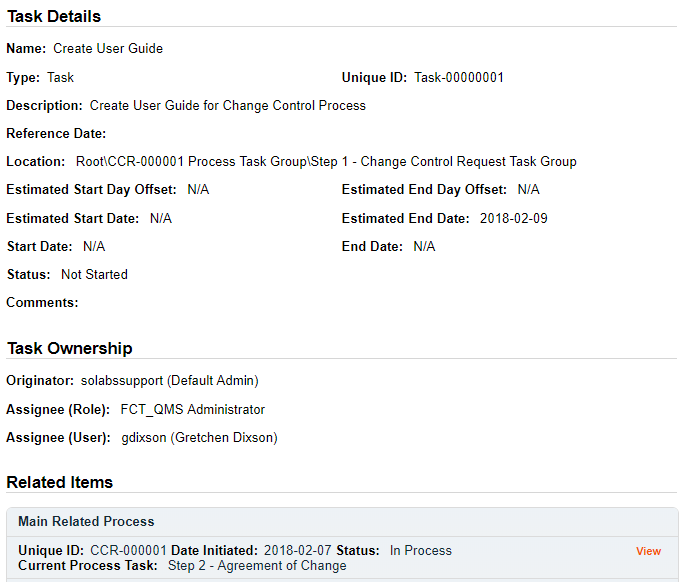 Task Details
Name: Create User Guide
Type: Task Unique ID: Task-00000001
Description: Create User Guide for Change Control Process
Reference Date:
Location: Root\CCR-000001 Process Task Group\Step 1 - Change Control Request Task Group
Estimated Start Day Offset: N/A Estimated End Day Offset: N/A
Estimated Start Date: N/A Estimated End Date: 2018-02-09
Start Date: N/A End Date: N/A
Status: Not Started
Comments:
Task Ownership
Originator: solabssupport (Default Admin)
Assignee (Role): FCT_QMS Administrator
Assignee (User): gdixson (Gretchen Dixson)
Related Items
Main Related Process
Unique ID: CCR-000001 Date Initiated: 2018-02-07 Status: In Process View
Current Process Task: Step 2 - Agreement of Change